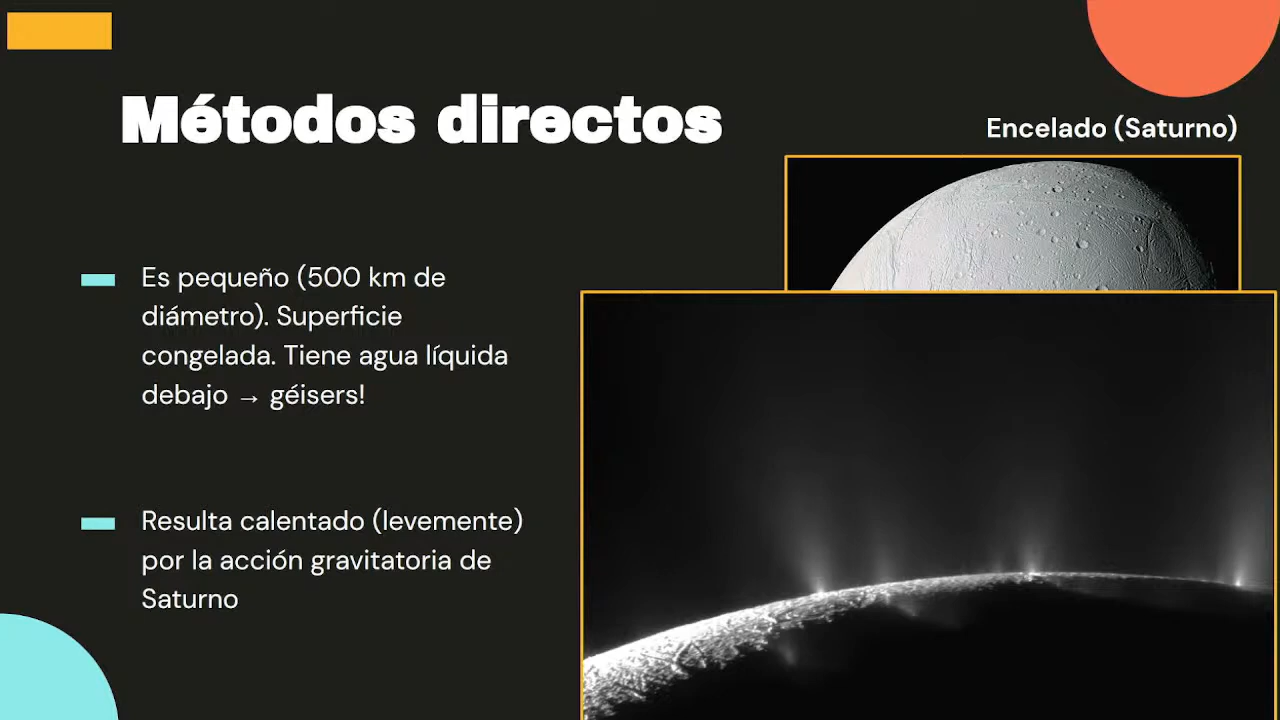 Métodos directos
Encelado (Saturno)
Es pequeño (500 km de
diámetro). Superficie
congelada. Tiene agua líquida
debajo → géisers!
Resulta calentado (levemente)
por la acción gravitatoria de
Saturno